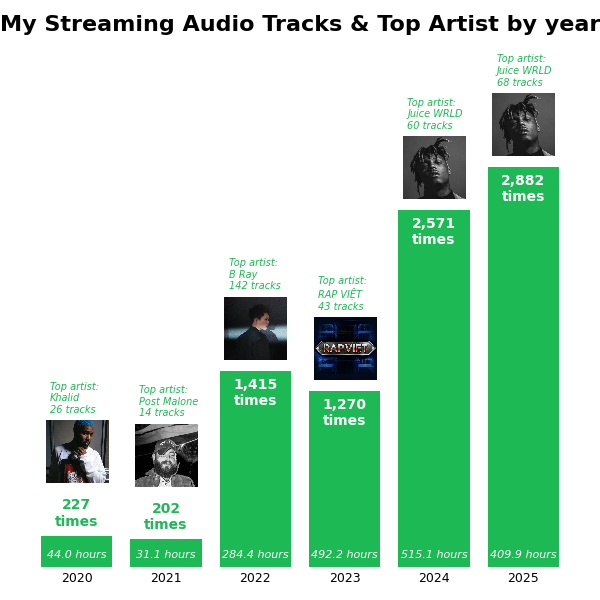 My Streaming Audio Tracks & Top Artist by year
Top artist:
Juice WRLD
68 tracks
Top artist:
Juice WRLD
60 tracks
2,882
times
2,571
times
Top artist:
B Ray
142 tracks
Top artist:
RAP VIỆT
43 tracks
RAPVIET
1,415
times
1,270
times
Top artist:
Khalid
26 tracks
Top artist:
Post Malone
14 tracks
227
times
202
times
44.0 hours
31.1 hours
284.4 hours
492.2 hours
515.1 hours
409.9 hours
2020
2021
2022
2023
2024
2025